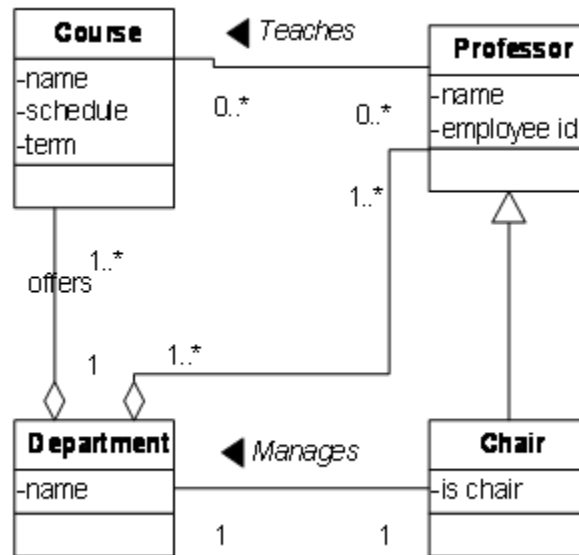 Course
-name
-schedule
-term
◀ Teaches
0..*
0..*
Professor
-name
-employee id
1..*
offers
1..*
1
1..*
Department
-name
◀ Manages
1
1
Chair
-is chair